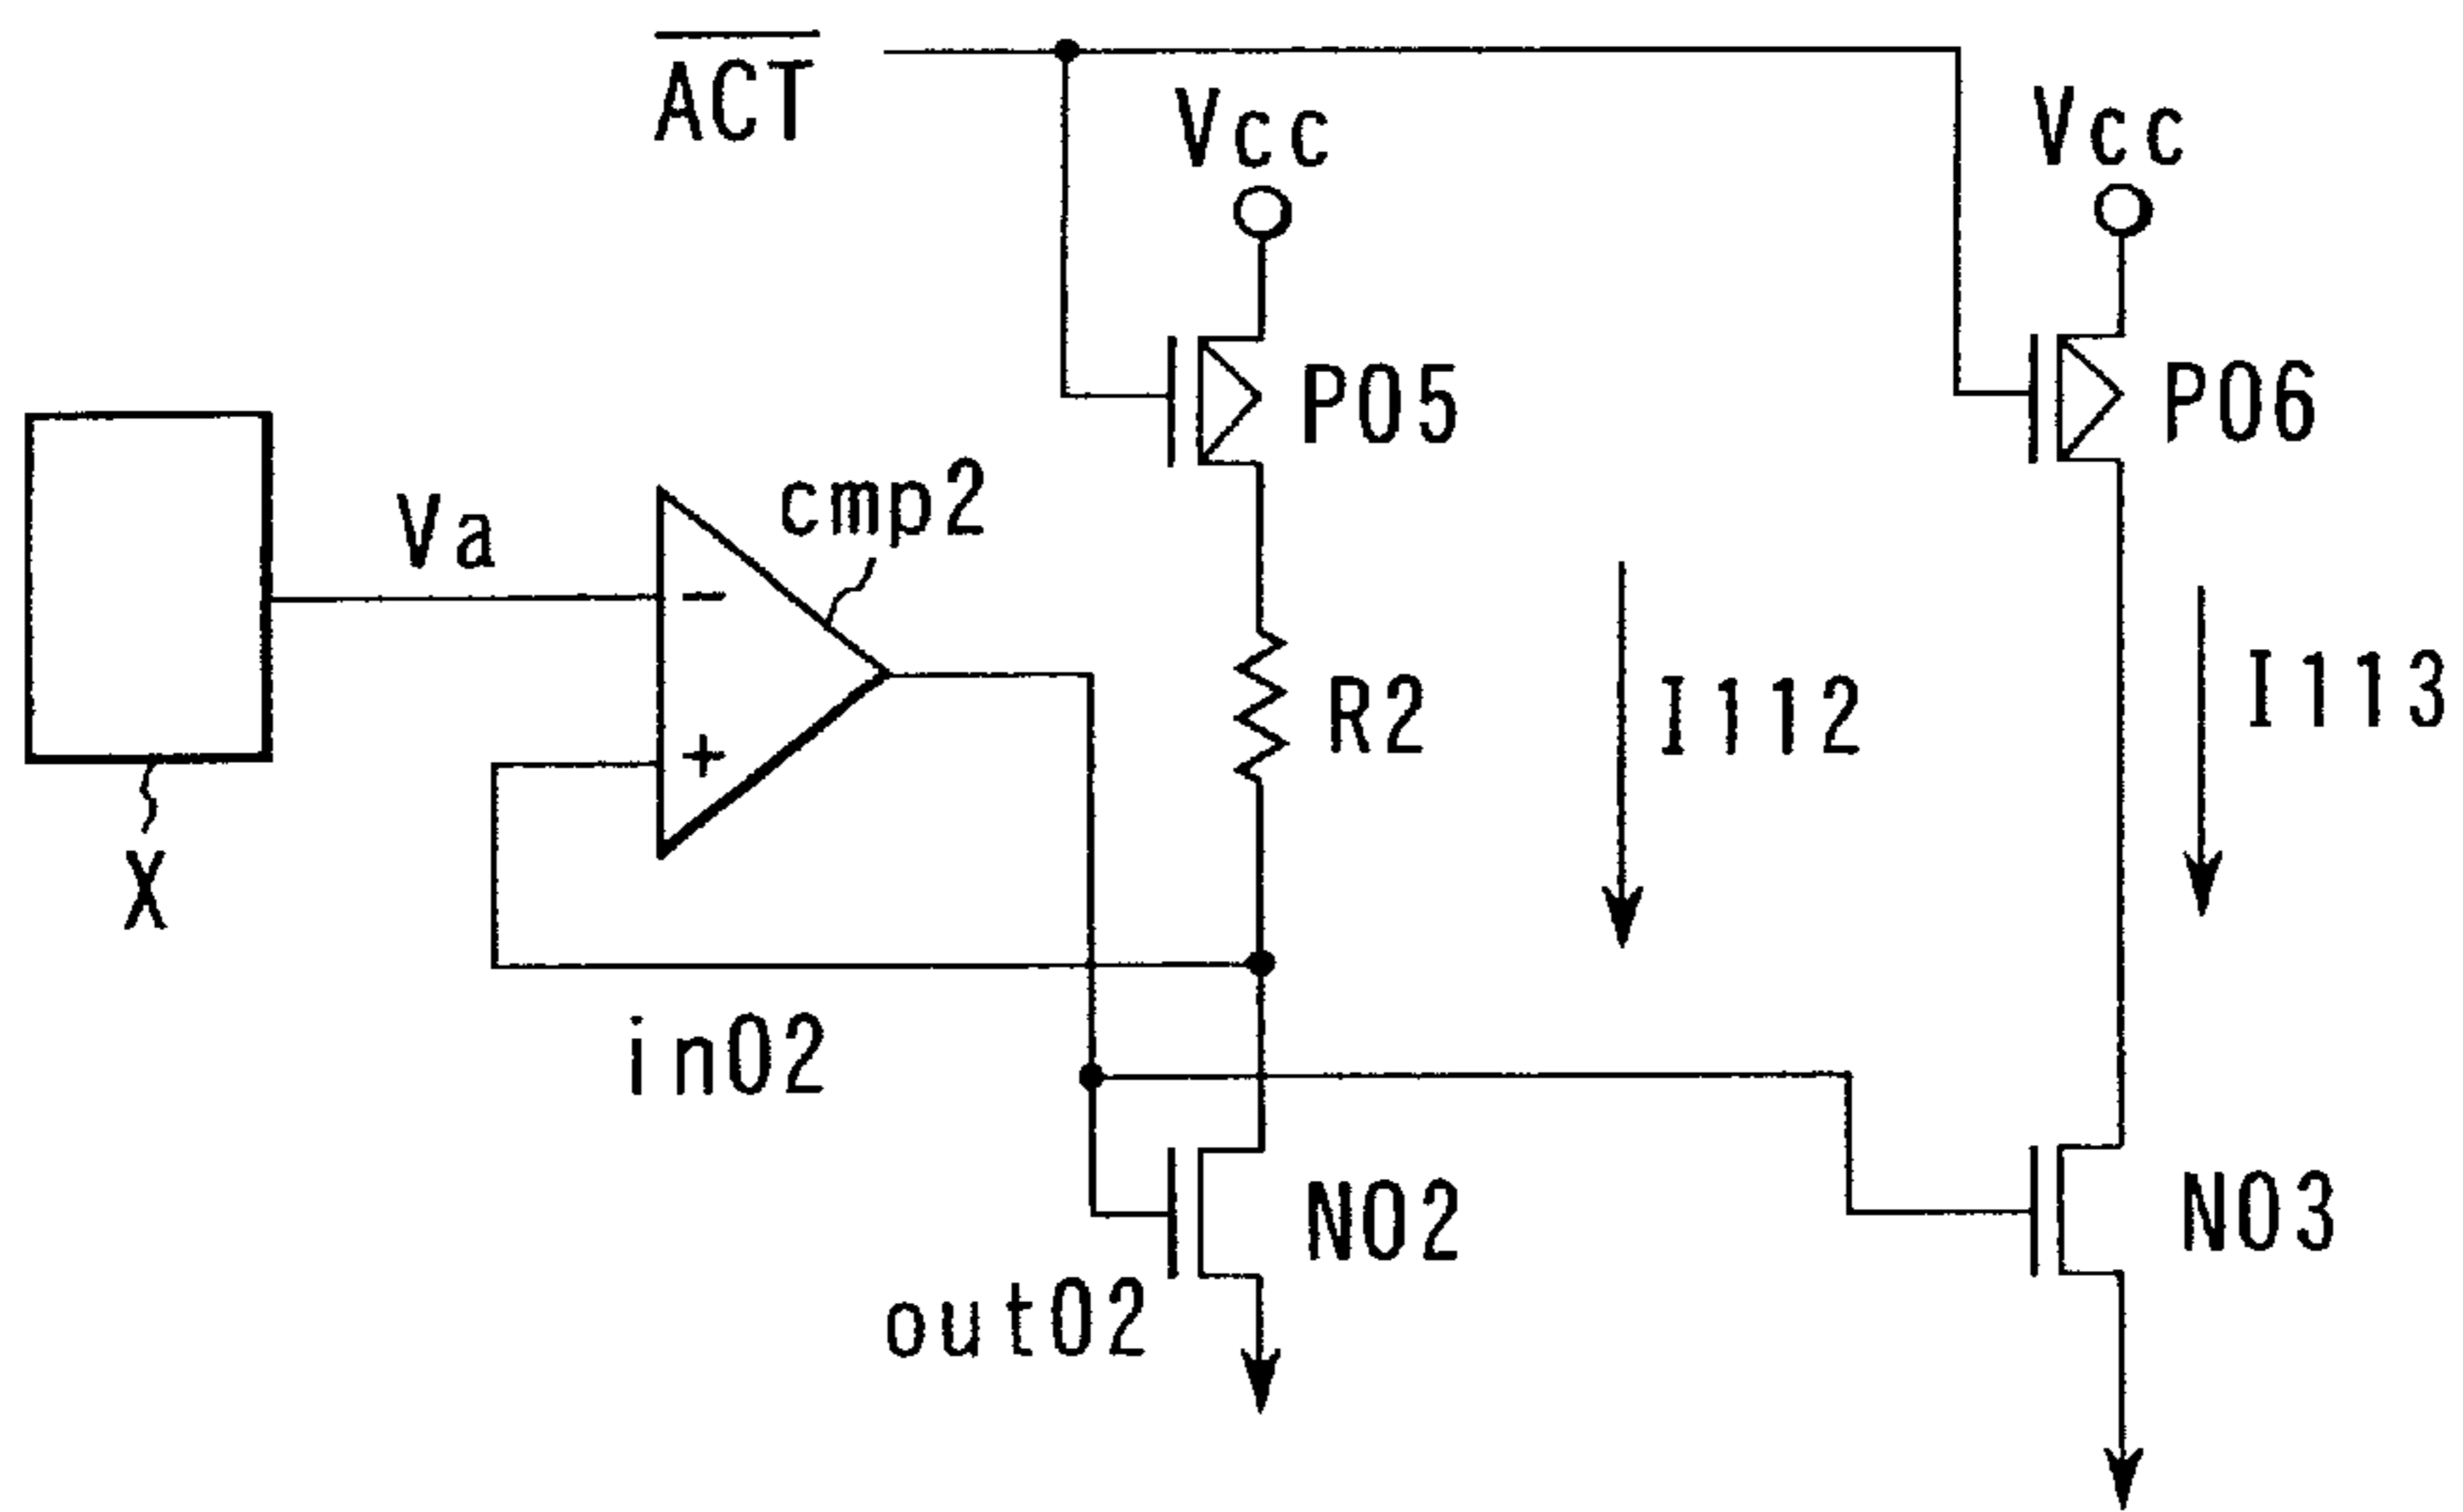 ACT
Vcc
Vcc
P05
P06
cmp2
Va
-
+
R2
I112
I113
X
in02
N02
N03
out02